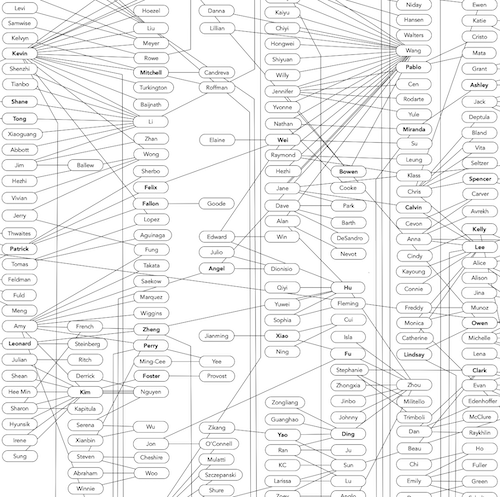 Levi
Samwise
Kelvyn
Kevin
Shenzhi
Tianbo
Shane
Tong
Xiaoguang
Abbott
Jim
Hezhi
Vivian
Jerry
Thwaites
Patrick
Tomas
Feldman
Fuld
Meng
Amy
Leonard
Julian
Shean
Hee Min
Sharon
Hyunsik
Irene
Sung
Ballew
French
Steinberg
Ritch
Derrick
Kim
Kapitula
Serena
Xianbin
Steven
Abraham
Winnie
Hoezel
Liu
Meyer
Rowe
Mitchell
Turkington
Baijnath
Li
Zhan
Wong
Sherbo
Felix
Fallon
Lopez
Aguinaga
Fung
Takata
Saekow
Marquez
Wiggins
Zheng
Perry
Ming-Cee
Foster
Nguyen
Wu
Jon
Cheshire
Woo
Danna
Lillian
Candreva
Roffman
Elaine
Goode
Edward
Julio
Angel
Jianming
Yee
Provost
Zikang
O'Connell
Mulatti
Szczepanski
Shure
Kaiyu
Chiyi
Hongwei
Shiyuan
Willy
Jennifer
Yvonne
Nathan
Wei
Raymond
Hezhi
Jane
Dave
Alan
Win
Dionisio
Qiyi
Yuwei
Sophia
Xiao
Ning
Zongliang
Guanghao
Yao
Ran
KC
Larissa
Zoey
Bowen
Cooke
Park
Barth
DeSandro
Nevot
Hu
Fleming
Cui
Isla
Fu
Stephanie
Zhongxia
Jinbo
Johnny
Ding
Ju
Sun
Lu
Niday
Hansen
Walters
Wang
Pablo
Cen
Rodarte
Yule
Miranda
Su
Leung
Klass
Chris
Calvin
Cevon
Anna
Cindy
Kayoung
Connie
Freddy
Monica
Catherine
Lindsay
Zhou
Militello
Trimboli
Dan
Beau
Chi
Emily
Ewen
Katie
Cristo
Mata
Grant
Ashley
Jack
Deptula
Bland
Vita
Seltzer
Spencer
Carver
Avrekh
Kelly
Lee
Alice
Alison
Jina
Munoz
Owen
Michelle
Lena
Clark
Evan
Edenhoffer
McClure
Raykhlin
Ho
Fuller
Green